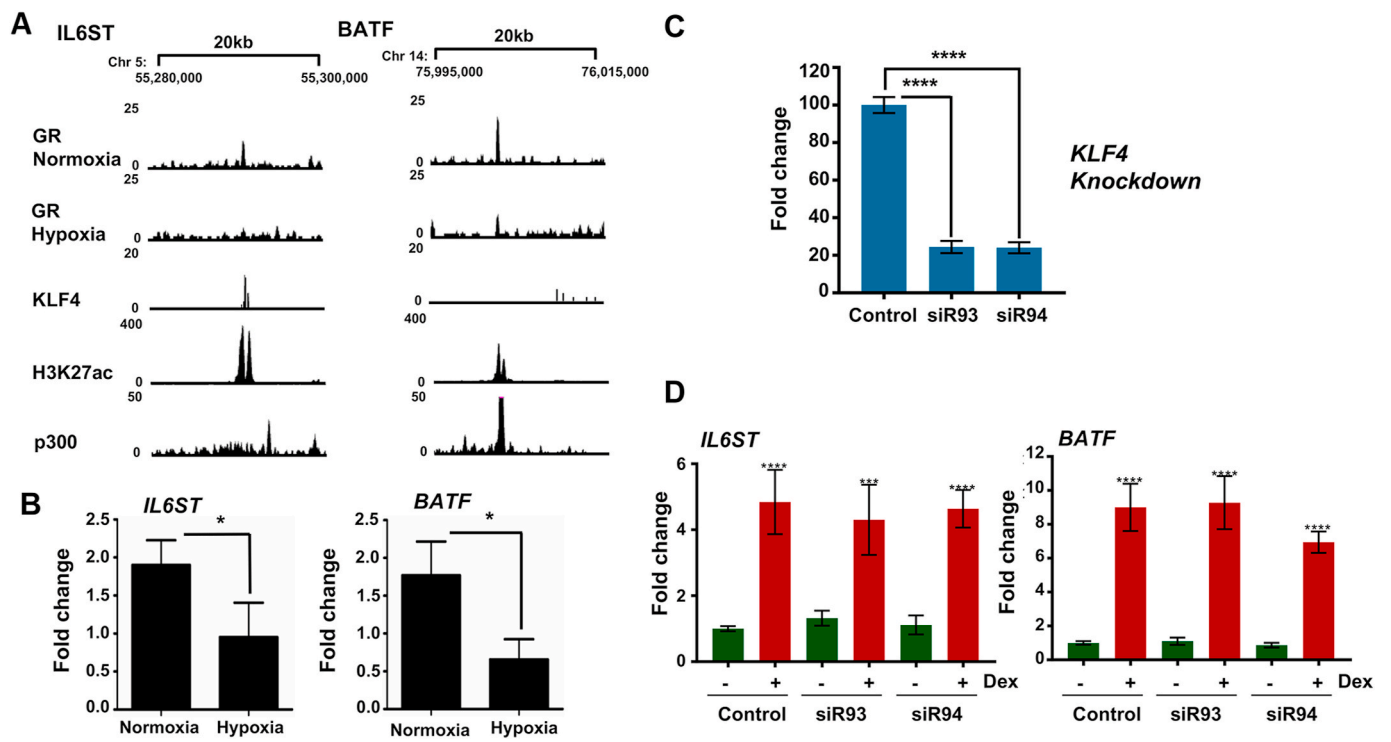 A
IL6ST
20kb
Chr 5:
55,280,000
55,300,000
BATF
20kb
Chr 14:
75,995,000
76,015,000
25
GR
Normoxia
0
25
0
25
GR
Hypoxia
0
25
0
20
KLF4
0
20
0
400
H3K27ac
0
400
0
50
p300
0
50
0
B
IL6ST
*
Fold change
2.5
2.0
1.5
1.0
0.5
0.0
Normoxia
Hypoxia
BATF
*
Fold change
2.5
2.0
1.5
1.0
0.5
0.0
Normoxia
Hypoxia
C
****
****
Fold change
120
100
80
60
40
20
0
Control
siR93
siR94
KLF4
Knockdown
D
IL6ST
Fold change
6
4
2
0
****
***
****
- + - + - + Dex
Control
siR93
siR94
BATF
Fold change
12
10
8
6
4
2
0
****
****
****
- + - + - + Dex
Control
siR93
siR94